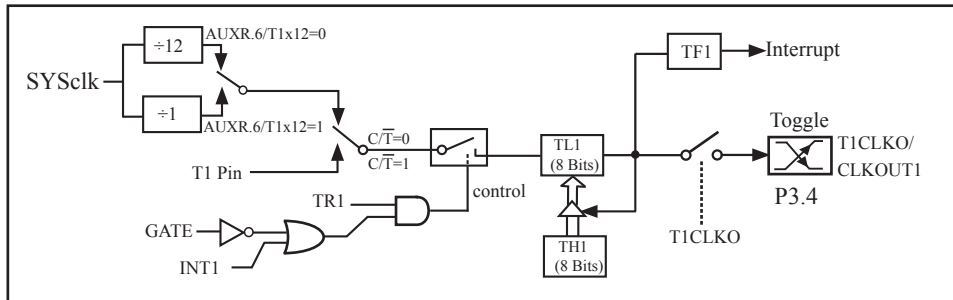 AUXR.6/T1x12=0
÷12
SYSclk
÷1
AUXR.6/T1x12=1
TF1
Interrupt
C/T̅=0
C/T̅=1
T1 Pin
TL1
(8 Bits)
Toggle
T1CLKO/
CLKOUT1
P3.4
control
TR1
GATE
INT1
TH1
(8 Bits)
T1CLKO